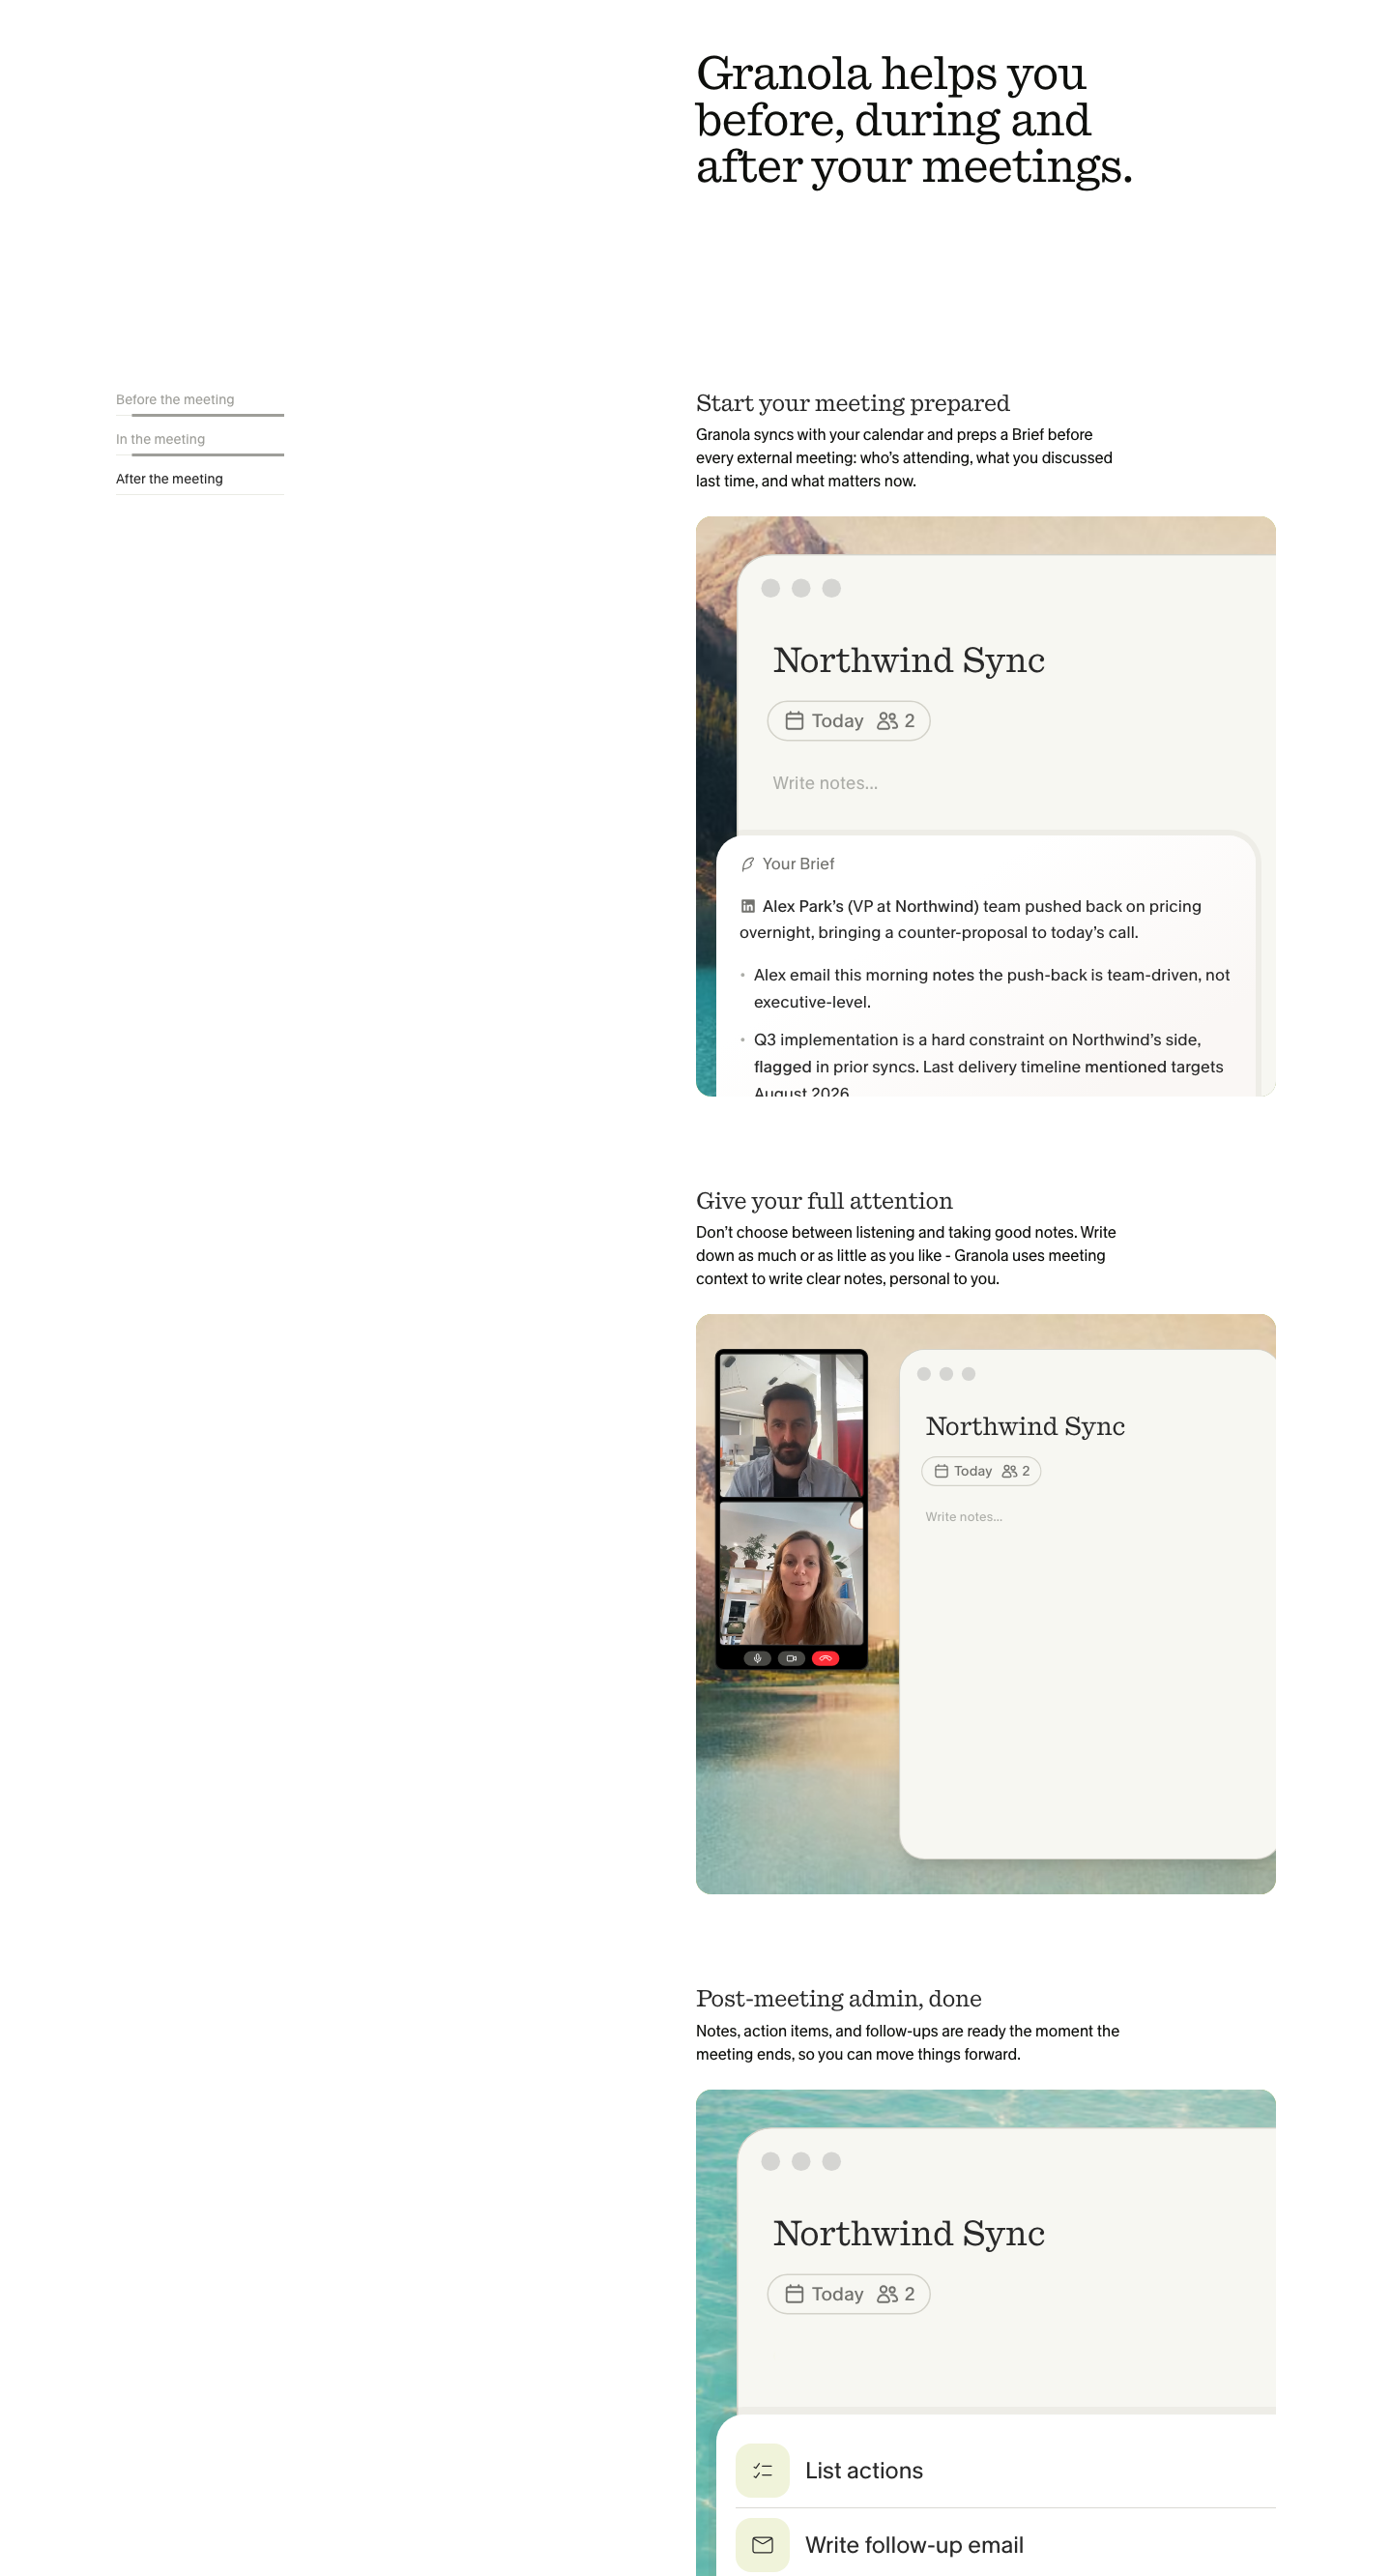 Granola helps you
before, during and
after your meetings.
Before the meeting
In the meeting
After the meeting
Start your meeting prepared
Granola syncs with your calendar and preps a Brief before
every external meeting: who’s attending, what you discussed
last time, and what matters now.
Northwind Sync
Today 2
Write notes...
Your Brief
in Alex Park’s (VP at Northwind) team pushed back on pricing
overnight, bringing a counter-proposal to today’s call.
• Alex email this morning notes the push-back is team-driven, not
executive-level.
• Q3 implementation is a hard constraint on Northwind’s side,
flagged in prior syncs. Last delivery timeline mentioned targets
August 2026
Give your full attention
Don’t choose between listening and taking good notes. Write
down as much or as little as you like - Granola uses meeting
context to write clear notes, personal to you.
Northwind Sync
Today 2
Write notes...
Post-meeting admin, done
Notes, action items, and follow-ups are ready the moment the
meeting ends, so you can move things forward.
Northwind Sync
Today 2
List actions
Write follow-up email